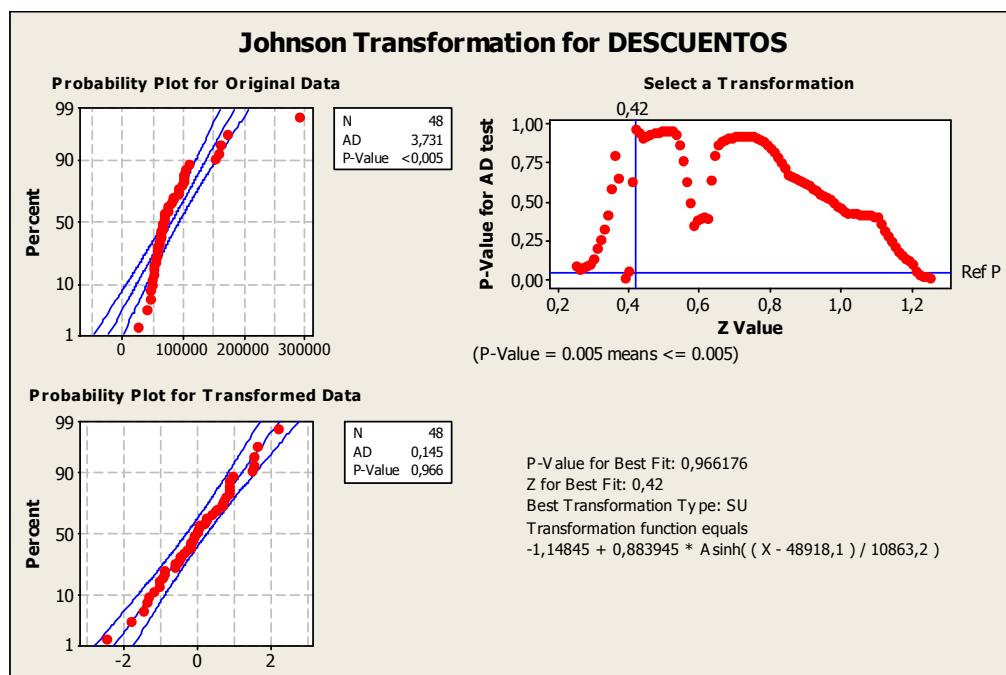 Johnson Transformation for DESCUENTOS
Probability Plot for Original Data
99
90
50
10
1
Percent
0 100000 200000 300000
N 48
AD 3,731
P-Value <0,005
Select a Transformation
0,42
1,00
0,75
0,50
0,25
0,00
P-Value for AD test
Ref P
0,2 0,4 0,6 0,8 1,0 1,2
Z Value
(P-Value = 0.005 means <= 0.005)
Probability Plot for Transformed Data
99
90
50
10
1
Percent
-2 0 2
N 48
AD 0,145
P-Value 0,966
P-Value for Best Fit: 0,966176
Z for Best Fit: 0,42
Best Transformation Type: SU
Transformation function equals
-1,14845 + 0,883945 * Asinh( ( X - 48918,1 ) / 10863,2 )